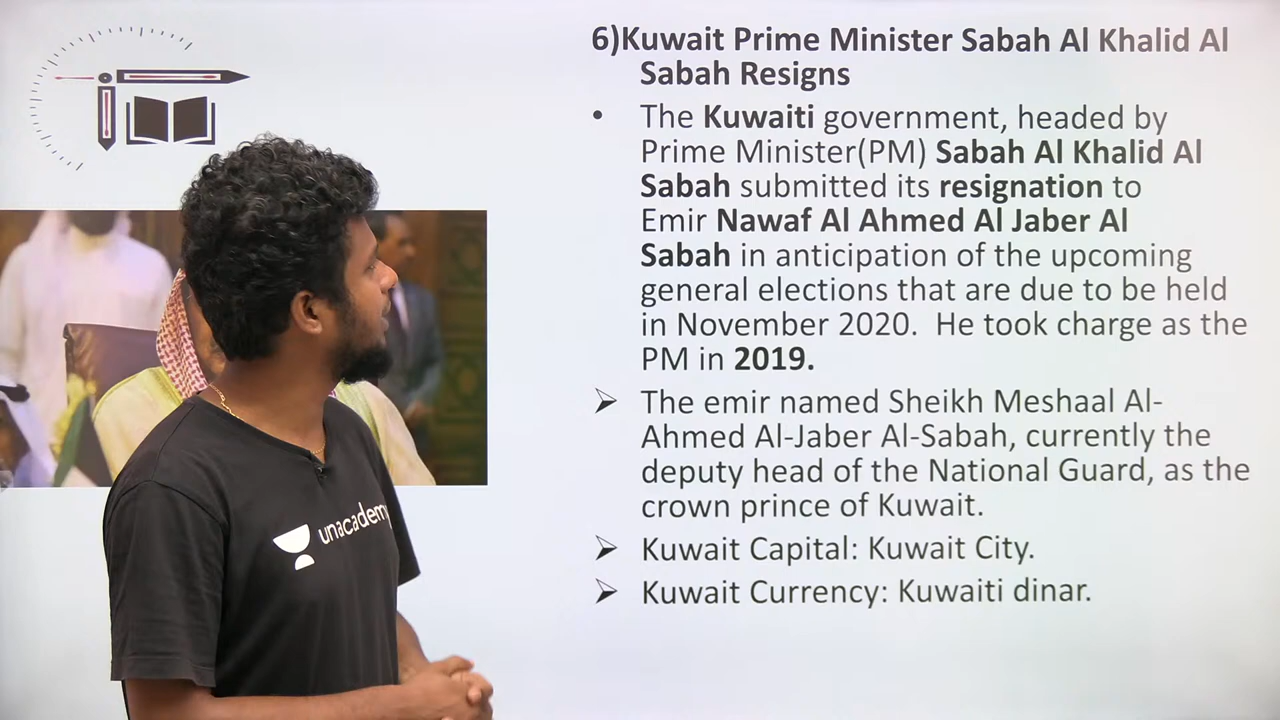 6)Kuwait Prime Minister Sabah Al Khalid Al
Sabah Resigns
• The Kuwaiti government, headed by
Prime Minister(PM) Sabah Al Khalid Al
Sabah submitted its resignation to
Emir Nawaf Al Ahmed Al Jaber Al
Sabah in anticipation of the upcoming
general elections that are due to be held
in November 2020. He took charge as the
PM in 2019.
➢ The emir named Sheikh Meshaal Al-
Ahmed Al-Jaber Al-Sabah, currently the
deputy head of the National Guard, as the
crown prince of Kuwait.
➢ Kuwait Capital: Kuwait City.
➢ Kuwait Currency: Kuwaiti dinar.
unacademy